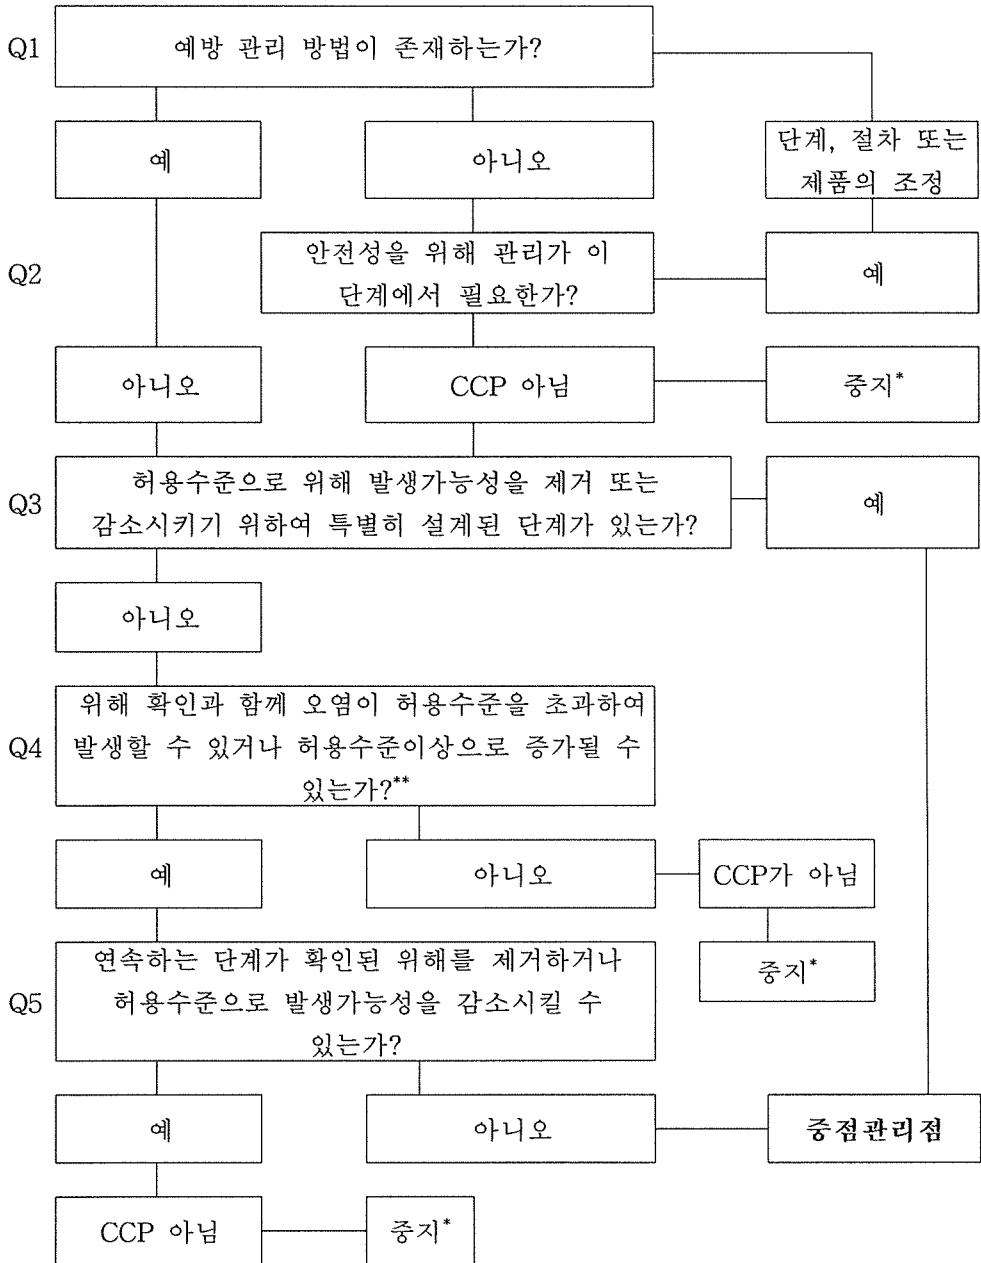 Q1
예방 관리 방법이 존재하는가?
예
아니오
단계, 절차 또는
제품의 조정
Q2
안전성을 위해 관리가 이
단계에서 필요한가?
예
아니오
CCP 아님
중지*
Q3
허용수준으로 위해 발생가능성을 제거 또는
감소시키기 위하여 특별히 설계된 단계가 있는가?
예
아니오
Q4
위해 확인과 함께 오염이 허용수준을 초과하여
발생할 수 있거나 허용수준이상으로 증가될 수
있는가?**
예
아니오
CCP가 아님
중지*
Q5
연속하는 단계가 확인된 위해를 제거하거나
허용수준으로 발생가능성을 감소시킬 수
있는가?
예
아니오
중점관리점
CCP 아님
중지*